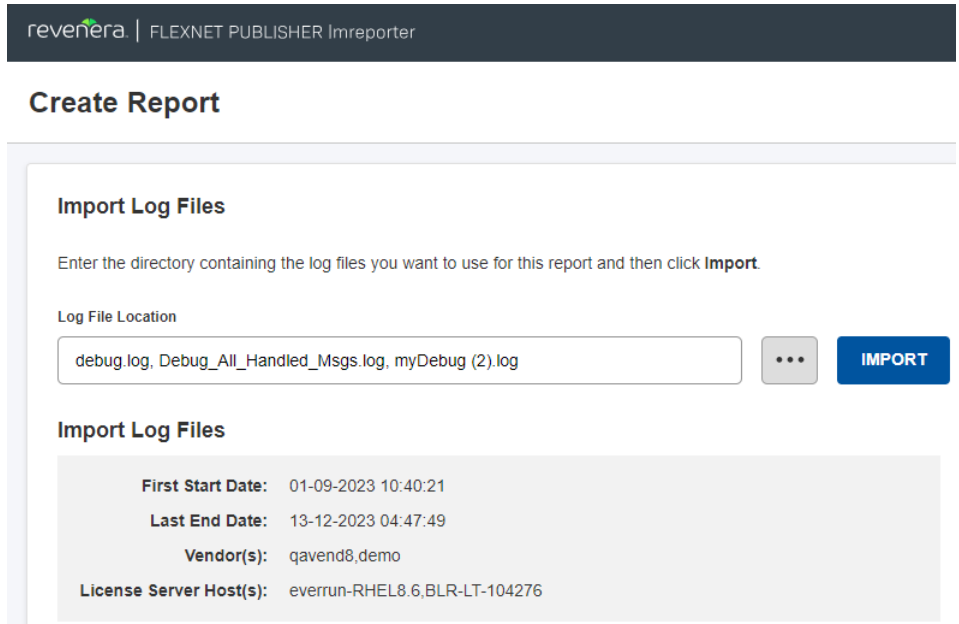 revenera. | FLEXNET PUBLISHER lmreporter
Create Report
Import Log Files
Enter the directory containing the log files you want to use for this report and then click Import.
Log File Location
debug.log, Debug_All_Handled_Msgs.log, myDebug (2).log
••• IMPORT
Import Log Files
First Start Date: 01-09-2023 10:40:21
Last End Date: 13-12-2023 04:47:49
Vendor(s): qavend8,demo
License Server Host(s): everrun-RHEL8.6,BLR-LT-104276